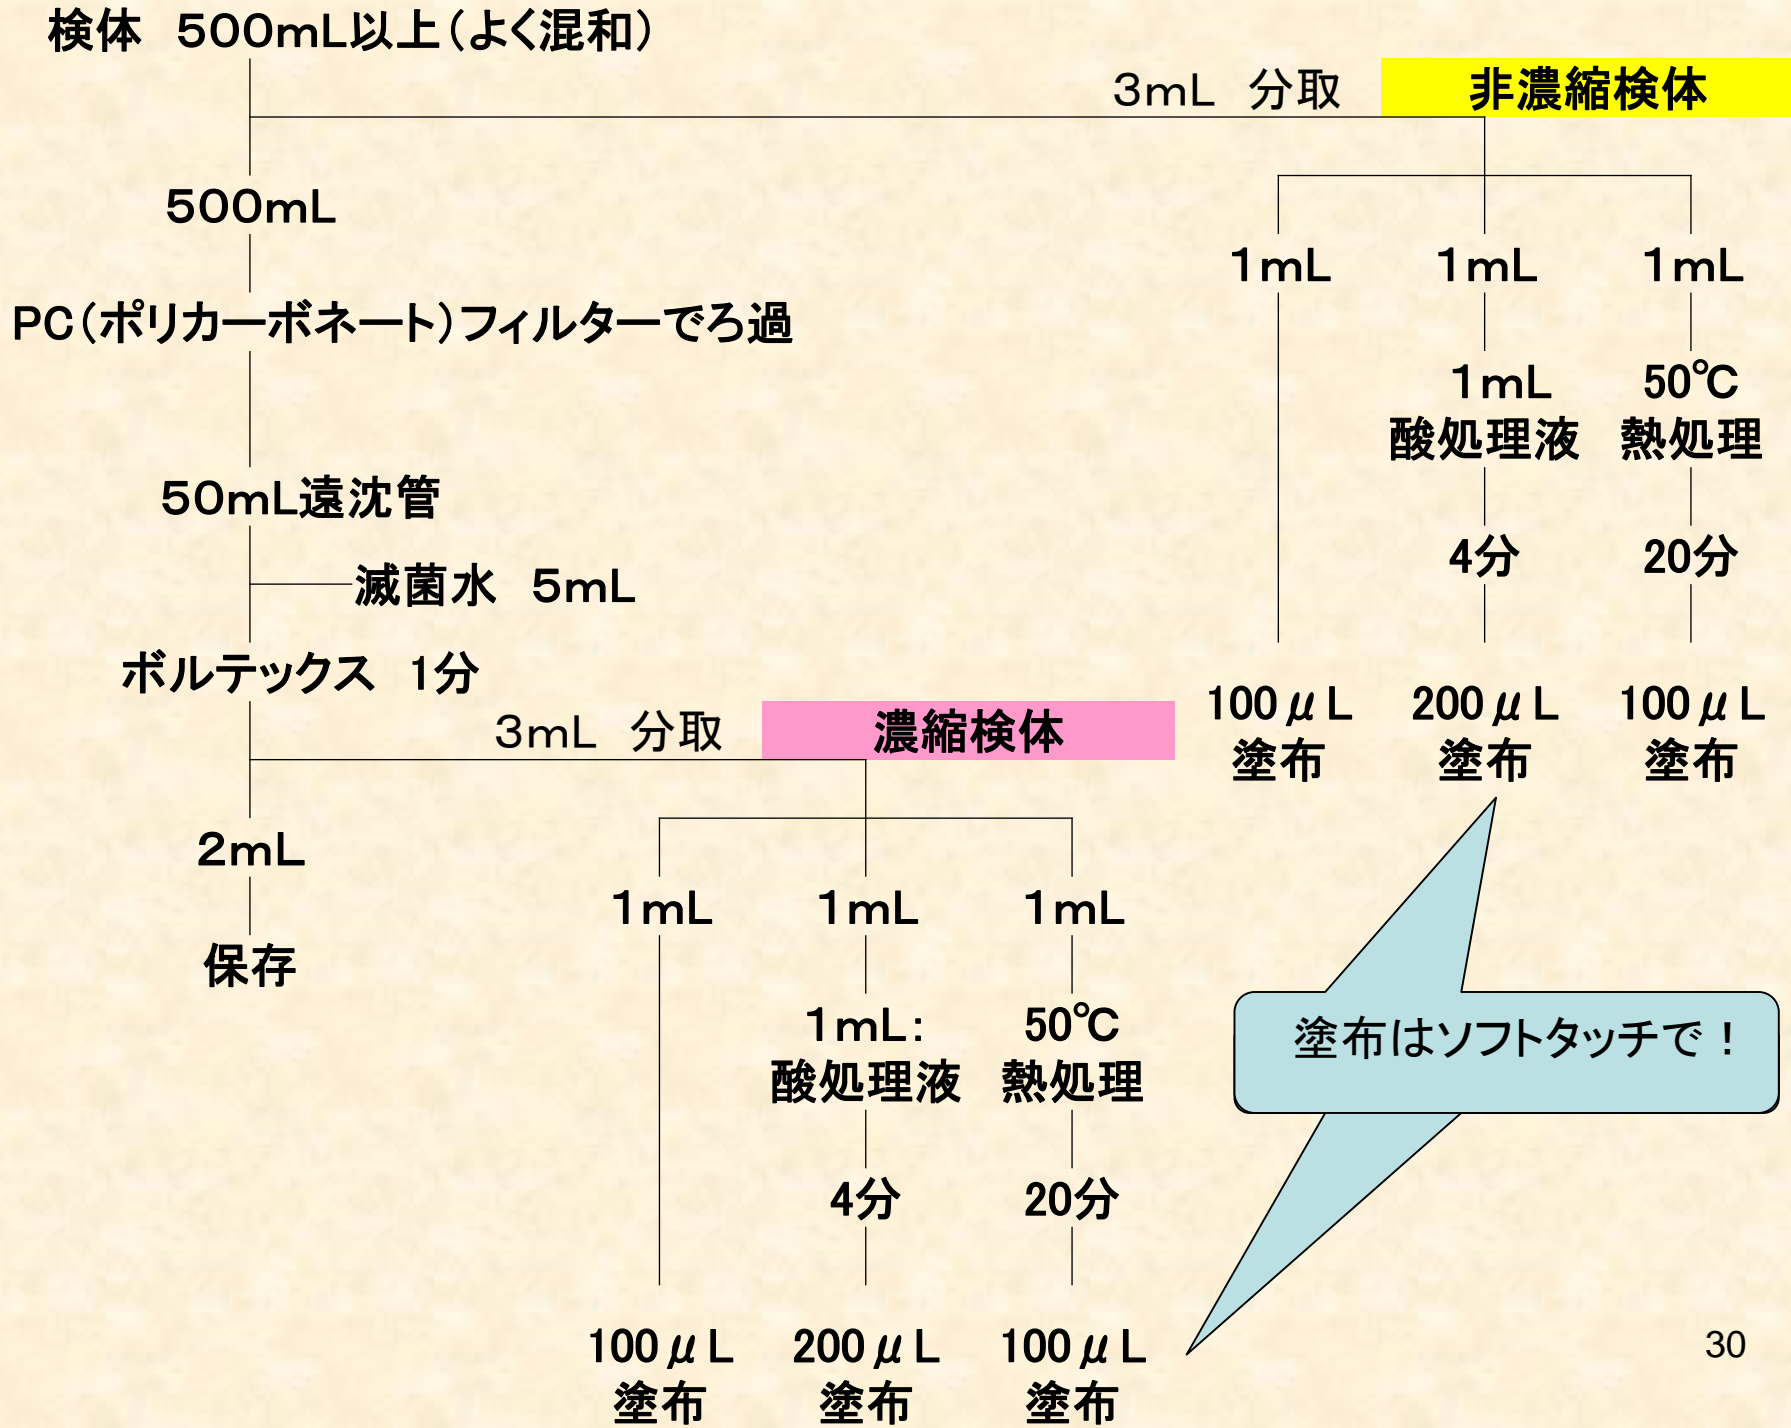 検体　500mL以上（よく混和）
3mL　分取
非濃縮検体
500mL
1mL
1mL
1mL
PC（ポリカーボネート）フィルターでろ過
1mL
酸処理液
50℃
熱処理
50mL遠沈管
4分
20分
滅菌水　5mL
ボルテックス　1分
100μL
塗布
200μL
塗布
100μL
塗布
3mL　分取
濃縮検体
2mL
保存
1mL
1mL
1mL
1mL：
酸処理液
50℃
熱処理
塗布はソフトタッチで！
4分
20分
100μL
塗布
200μL
塗布
100μL
塗布
30